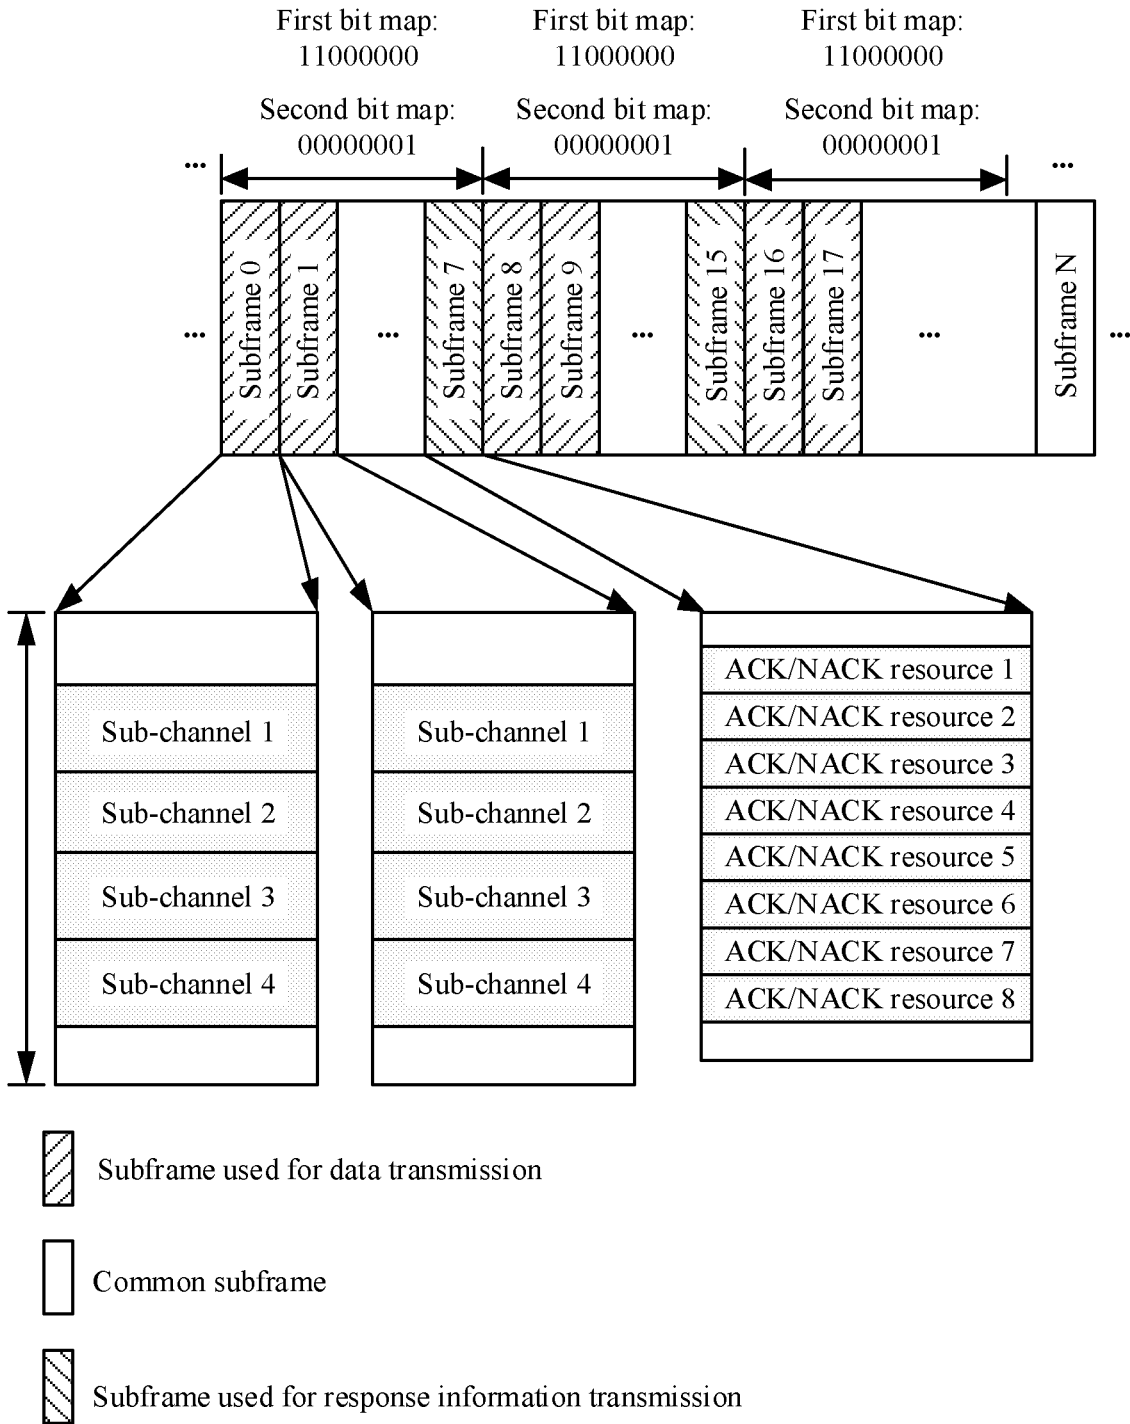 First bit map: First bit map: First bit map:
11000000 11000000 11000000
Second bit map: Second bit map: Second bit map:
00000001 00000001 00000001
... ...
... Subframe 0 Subframe 1 ... Subframe 7 Subframe 8 Subframe 9 ... Subframe 15 Subframe 16 Subframe 17 ... Subframe N ...
ACK/NACK resource 1
Sub-channel 1 Sub-channel 1 ACK/NACK resource 2
ACK/NACK resource 3
Sub-channel 2 Sub-channel 2 ACK/NACK resource 4
ACK/NACK resource 5
Sub-channel 3 Sub-channel 3 ACK/NACK resource 6
ACK/NACK resource 7
Sub-channel 4 Sub-channel 4 ACK/NACK resource 8
Subframe used for data transmission
Common subframe
Subframe used for response information transmission